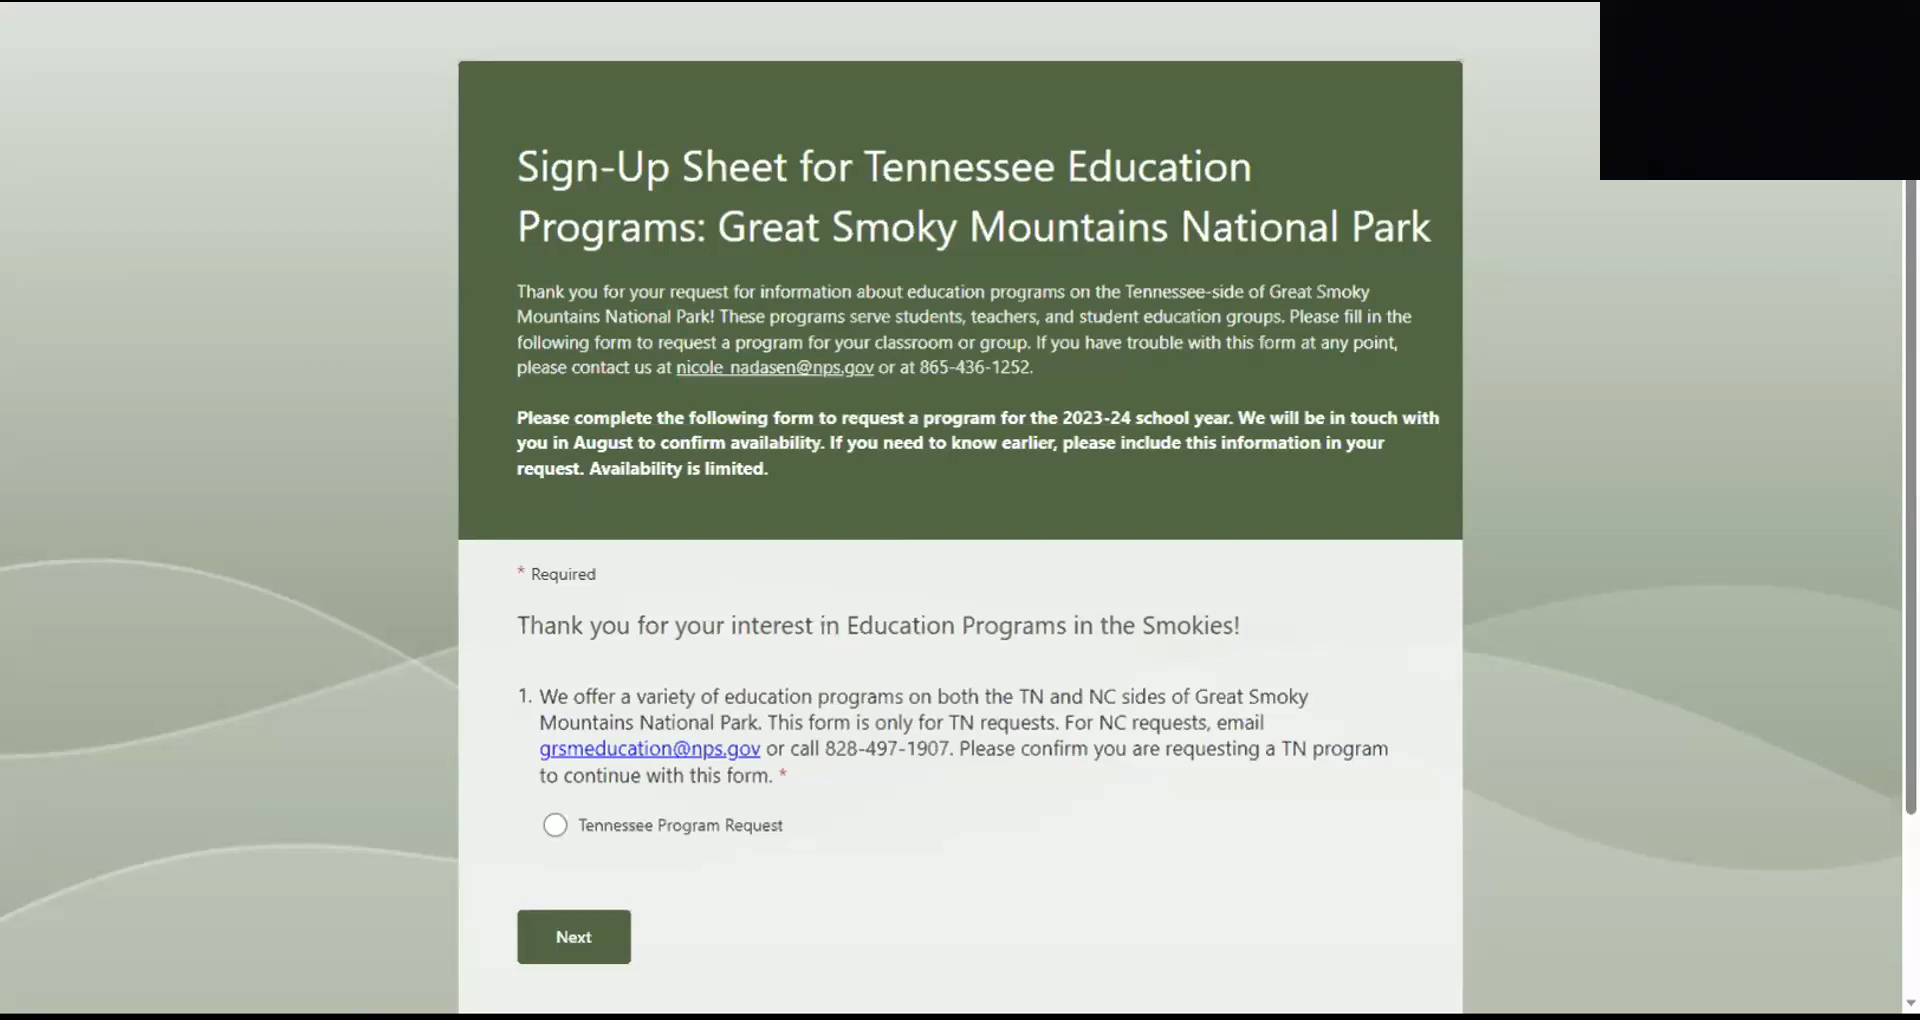 Sign-Up Sheet for Tennessee Education
Programs: Great Smoky Mountains National Park
Thank you for your request for information about education programs on the Tennessee-side of Great Smoky
Mountains National Park! These programs serve students, teachers, and student education groups. Please fill in the
following form to request a program for your classroom or group. If you have trouble with this form at any point,
please contact us at nicole_nadasen@nps.gov or at 865-436-1252.
Please complete the following form to request a program for the 2023-24 school year. We will be in touch with
you in August to confirm availability. If you need to know earlier, please include this information in your
request. Availability is limited.
* Required
Thank you for your interest in Education Programs in the Smokies!
1. We offer a variety of education programs on both the TN and NC sides of Great Smoky
Mountains National Park. This form is only for TN requests. For NC requests, email
grsmeducation@nps.gov or call 828-497-1907. Please confirm you are requesting a TN program
to continue with this form. *
Tennessee Program Request
Next